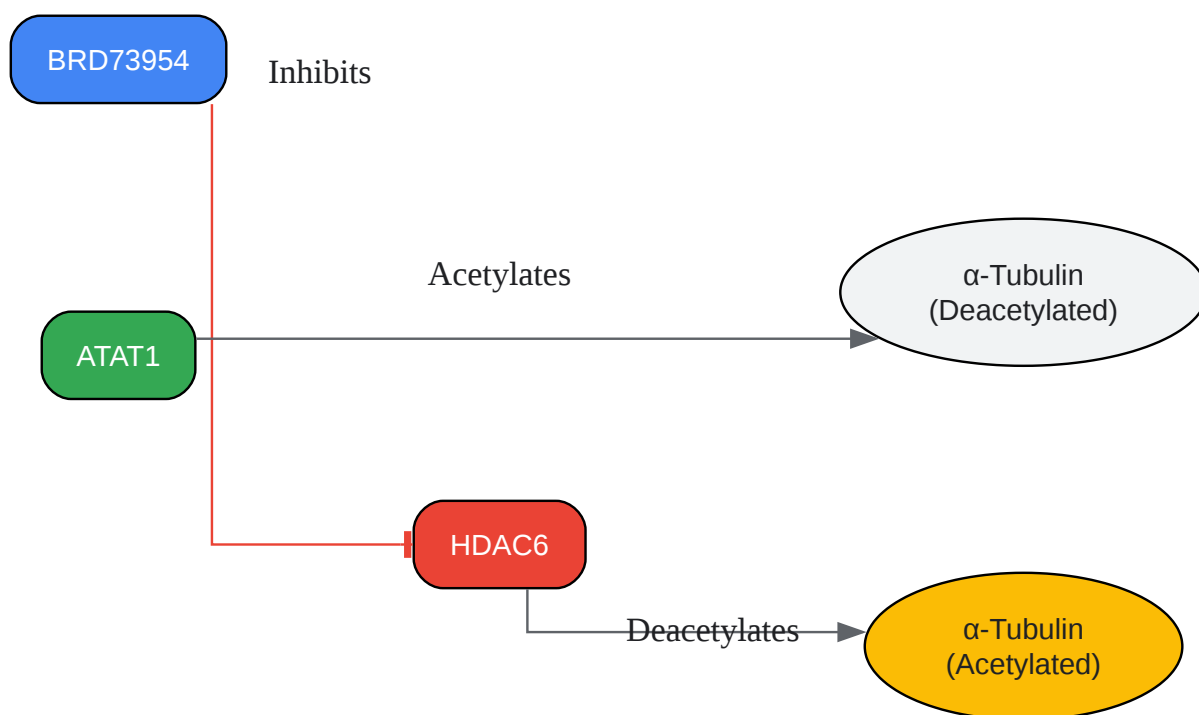 BRD73954
Inhibits
Acetylates
α-Tubulin
(Deacetylated)
ATAT1
HDAC6
Deacetylates
α-Tubulin
(Acetylated)